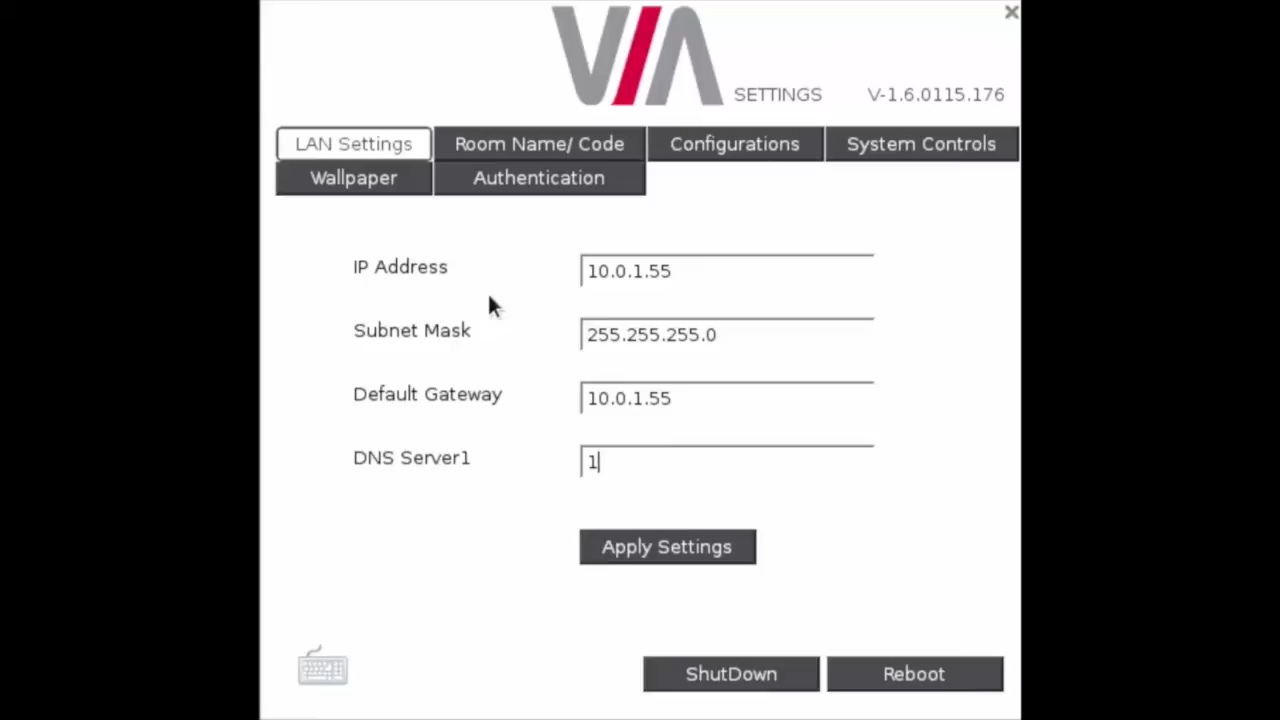 VIA
SETTINGS V-1.6.0115.176
LAN Settings Room Name/ Code Configurations System Controls
Wallpaper Authentication
IP Address 10.0.1.55
Subnet Mask 255.255.255.0
Default Gateway 10.0.1.55
DNS Server1 1
Apply Settings
ShutDown Reboot